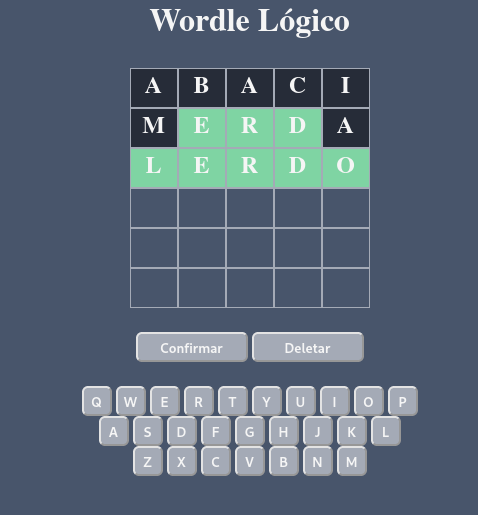 Wordle Lógico
A B A C I
M E R D A
L E R D O
Confirmar Deletar
Q W E R T Y U I O P
A S D F G H J K L
Z X C V B N M